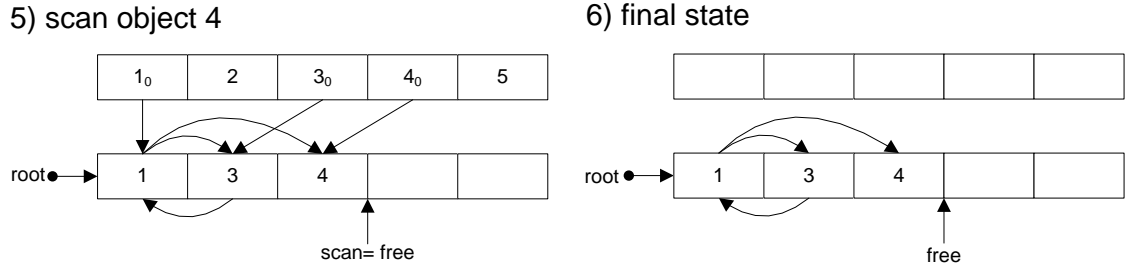 5) scan object 4
1₀ 2 3₀ 4₀ 5
root 1 3 4
scan= free
6) final state
root 1 3 4
free